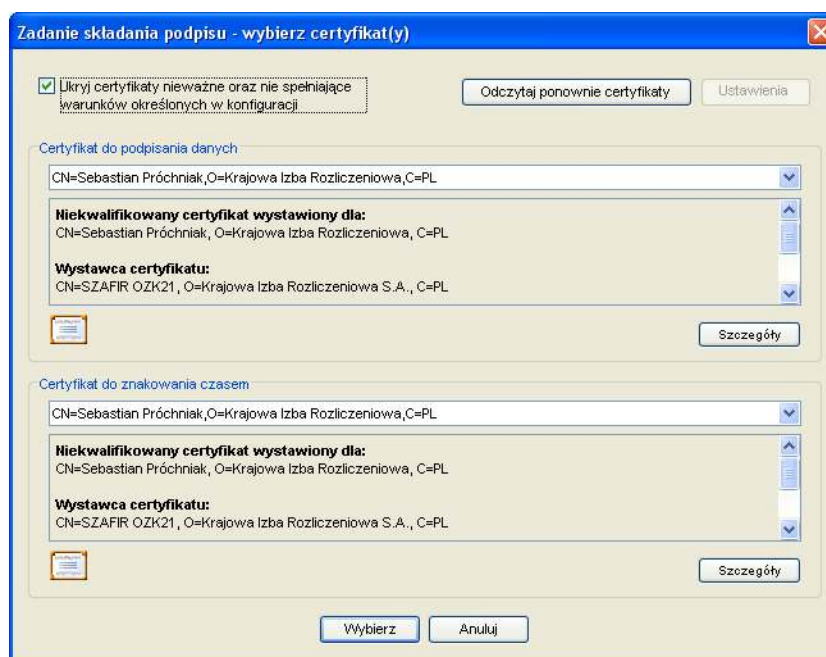 Zadanie składania podpisu - wybierz certyfikat(y)
Ukryj certyfikaty nieważne oraz nie spełniające
warunków określonych w konfiguracji
Odczytaj ponownie certyfikaty
Ustawienia
Certyfikat do podpisania danych
CN=Sebastian Próchniak,O=Krajowa Izba Rozliczeniowa,C=PL
Niekwalifikowany certyfikat wystawiony dla:
CN=Sebastian Próchniak, O=Krajowa Izba Rozliczeniowa, C=PL
Wystawca certyfikatu:
CN=SZAFIR OZK21, O=Krajowa Izba Rozliczeniowa S.A., C=PL
Szczegóły
Certyfikat do znakowania czasem
CN=Sebastian Próchniak,O=Krajowa Izba Rozliczeniowa,C=PL
Niekwalifikowany certyfikat wystawiony dla:
CN=Sebastian Próchniak, O=Krajowa Izba Rozliczeniowa, C=PL
Wystawca certyfikatu:
CN=SZAFIR OZK21, O=Krajowa Izba Rozliczeniowa S.A., C=PL
Szczegóły
Wybierz
Anuluj